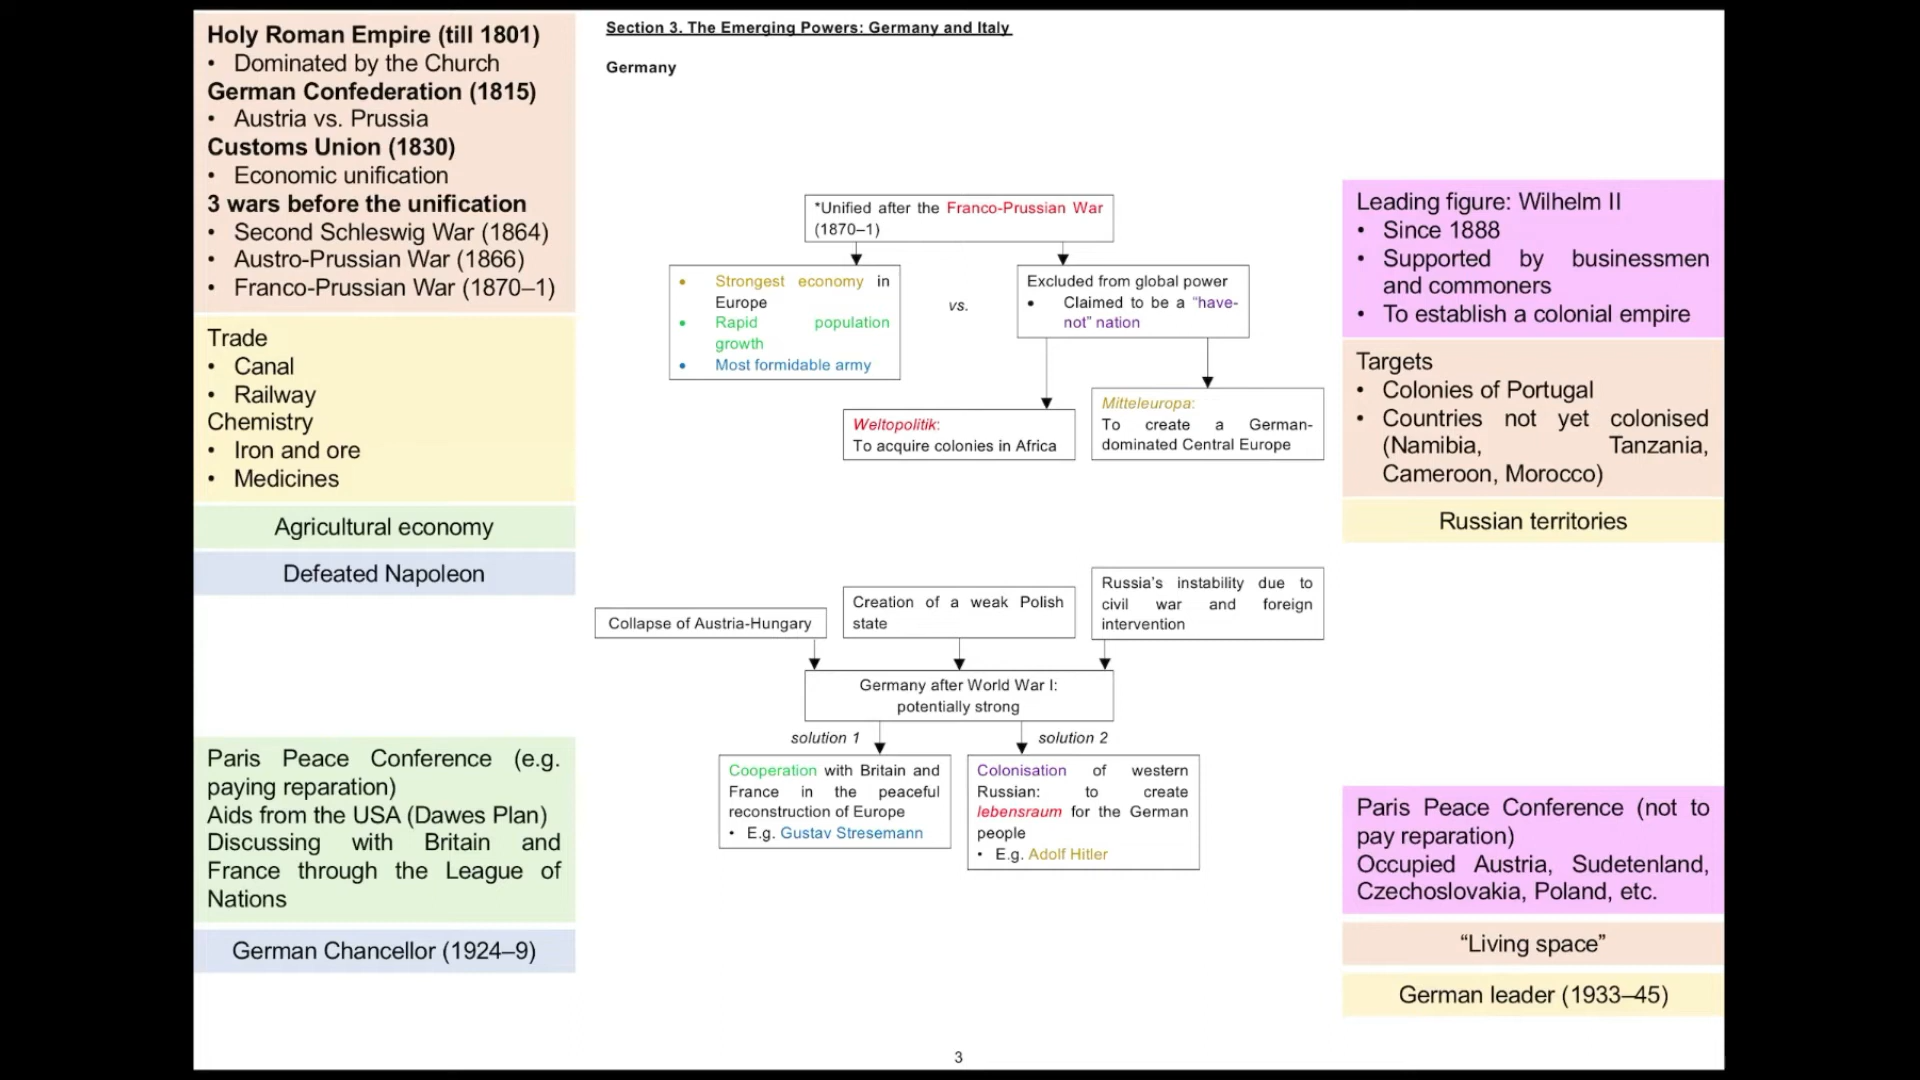 Holy Roman Empire (till 1801)
• Dominated by the Church
German Confederation (1815)
• Austria vs. Prussia
Customs Union (1830)
• Economic unification
3 wars before the unification
• Second Schleswig War (1864)
• Austro-Prussian War (1866)
• Franco-Prussian War (1870–1)
Trade
• Canal
• Railway
Chemistry
• Iron and ore
• Medicines
Agricultural economy
Defeated Napoleon
Paris Peace Conference (e.g.
paying reparation)
Aids from the USA (Dawes Plan)
Discussing with Britain and
France through the League of
Nations
German Chancellor (1924–9)
Section 3. The Emerging Powers: Germany and Italy
Germany
*Unified after the Franco-Prussian War
(1870–1)
• Strongest economy in
Europe
• Rapid population
growth
• Most formidable army
vs.
Excluded from global power
• Claimed to be a “have-
not” nation
Weltopolitik:
To acquire colonies in Africa
Mitteleuropa:
To create a German-
dominated Central Europe
Collapse of Austria-Hungary
Creation of a weak Polish
state
Russia’s instability due to
civil war and foreign
intervention
Germany after World War I:
potentially strong
solution 1
solution 2
Cooperation with Britain and
France in the peaceful
reconstruction of Europe
• E.g. Gustav Stresemann
Colonisation of western
Russian: to create
lebensraum for the German
people
• E.g. Adolf Hitler
3
Leading figure: Wilhelm II
• Since 1888
• Supported by businessmen
and commoners
• To establish a colonial empire
Targets
• Colonies of Portugal
• Countries not yet colonised
(Namibia, Tanzania,
Cameroon, Morocco)
Russian territories
Paris Peace Conference (not to
pay reparation)
Occupied Austria, Sudetenland,
Czechoslovakia, Poland, etc.
“Living space”
German leader (1933–45)